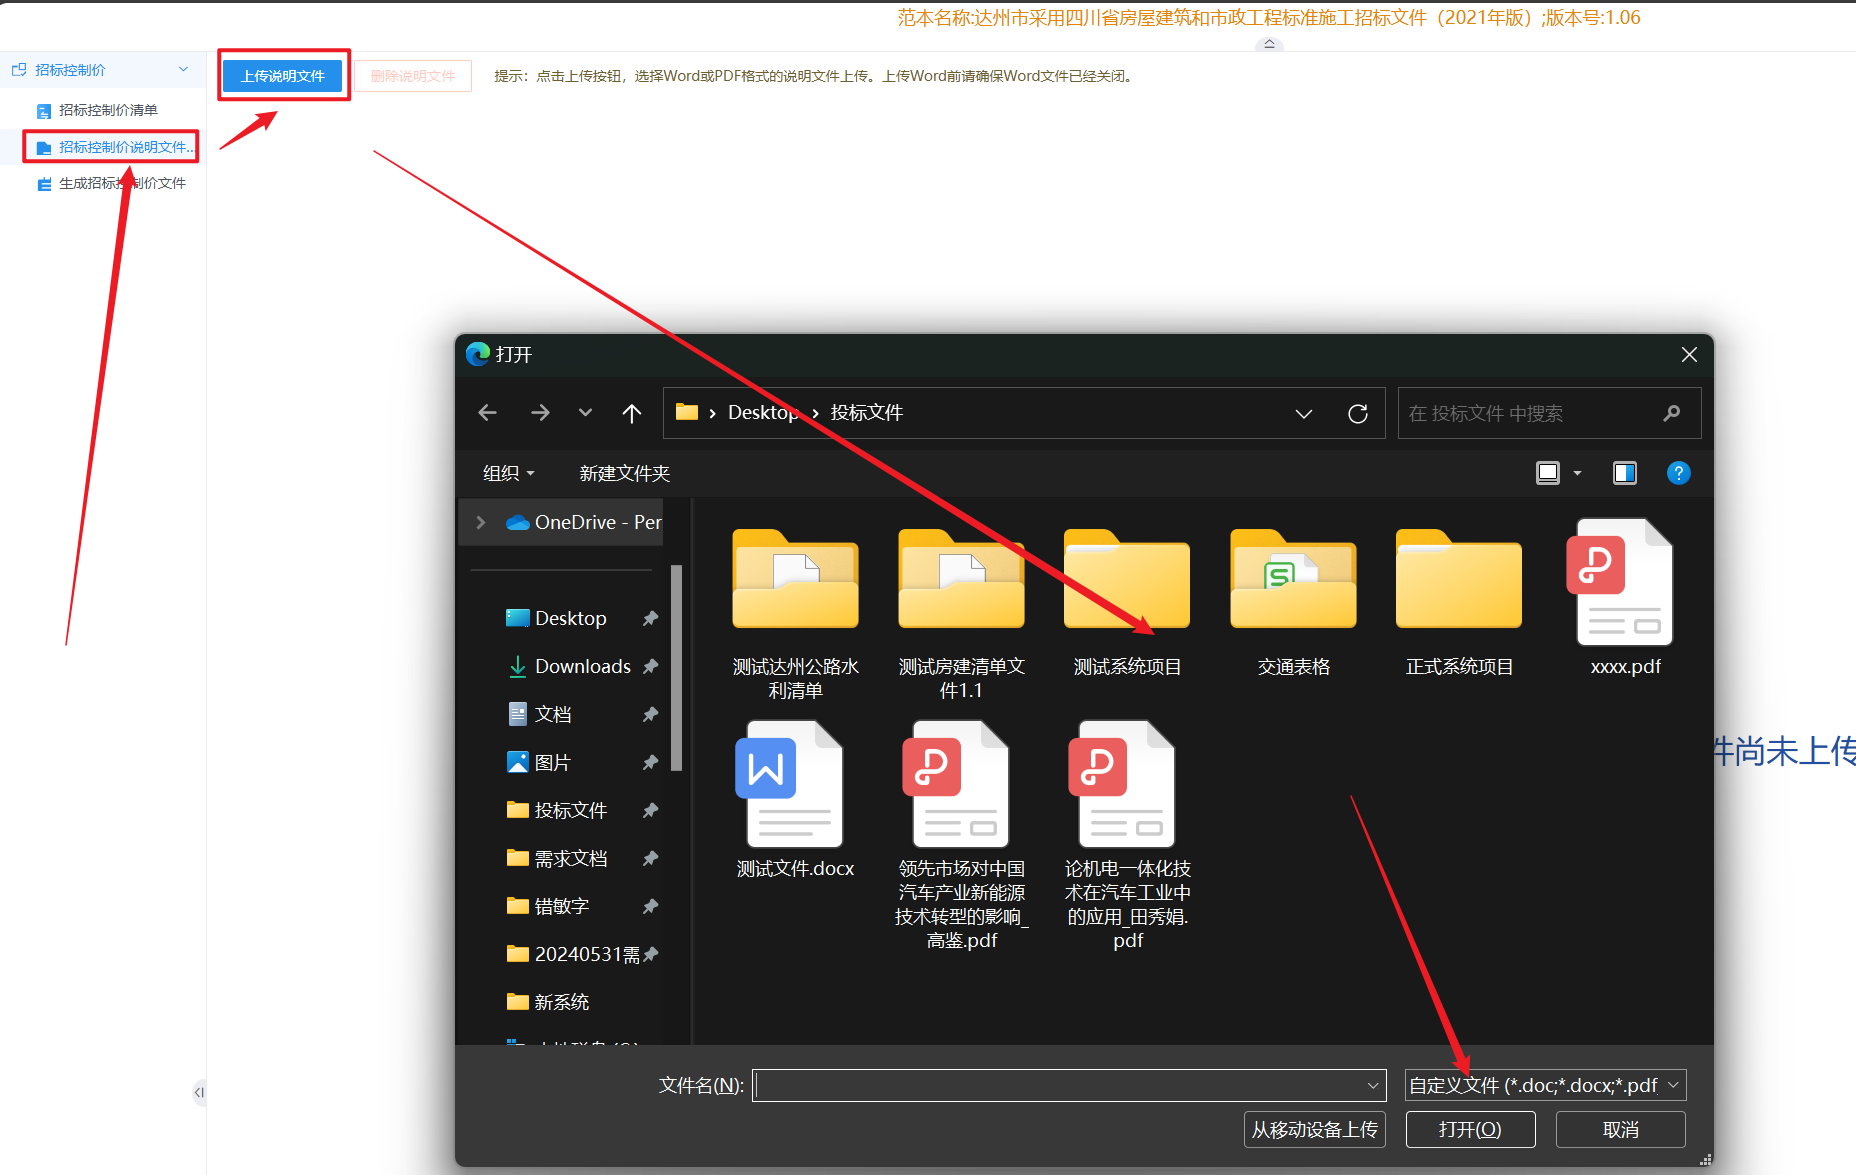 范本名称:达州市采用四川省房屋建筑和市政工程标准施工招标文件（2021年版）;版本号:1.06
招标控制价
招标控制价清单
招标控制价说明文件...
生成招标控制价文件
上传说明文件
删除说明文件
提示：点击上传按钮，选择Word或PDF格式的说明文件上传。上传Word前请确保Word文件已经关闭。
件尚未上传
打开
Desktop
投标文件
在 投标文件 中搜索
组织
新建文件夹
OneDrive - Per
Desktop
Downloads
文档
图片
投标文件
需求文档
错敏字
20240531需
新系统
测试达州公路水
利清单
测试房建清单文
件1.1
测试系统项目
交通表格
正式系统项目
xxxx.pdf
测试文件.docx
领先市场对中国
汽车产业新能源
技术转型的影响_
高鉴.pdf
论机电一体化技
术在汽车工业中
的应用_田秀娟.
pdf
文件名(N):
自定义文件 (*.doc;*.docx;*.pdf
从移动设备上传
打开(O)
取消